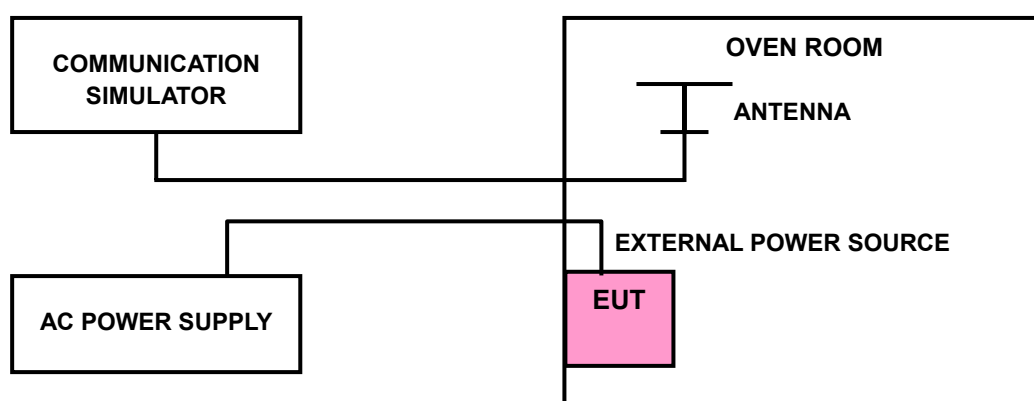 COMMUNICATION
SIMULATOR
OVEN ROOM
ANTENNA
EXTERNAL POWER SOURCE
AC POWER SUPPLY
EUT